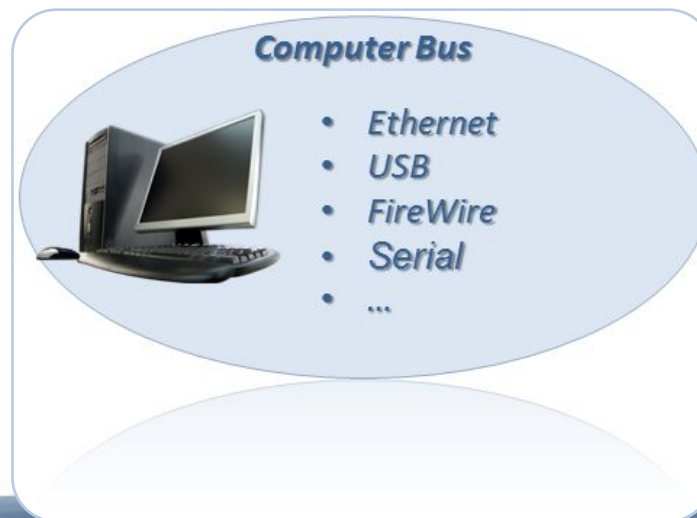 Computer Bus
• Ethernet
• USB
• FireWire
• Serial
• ...